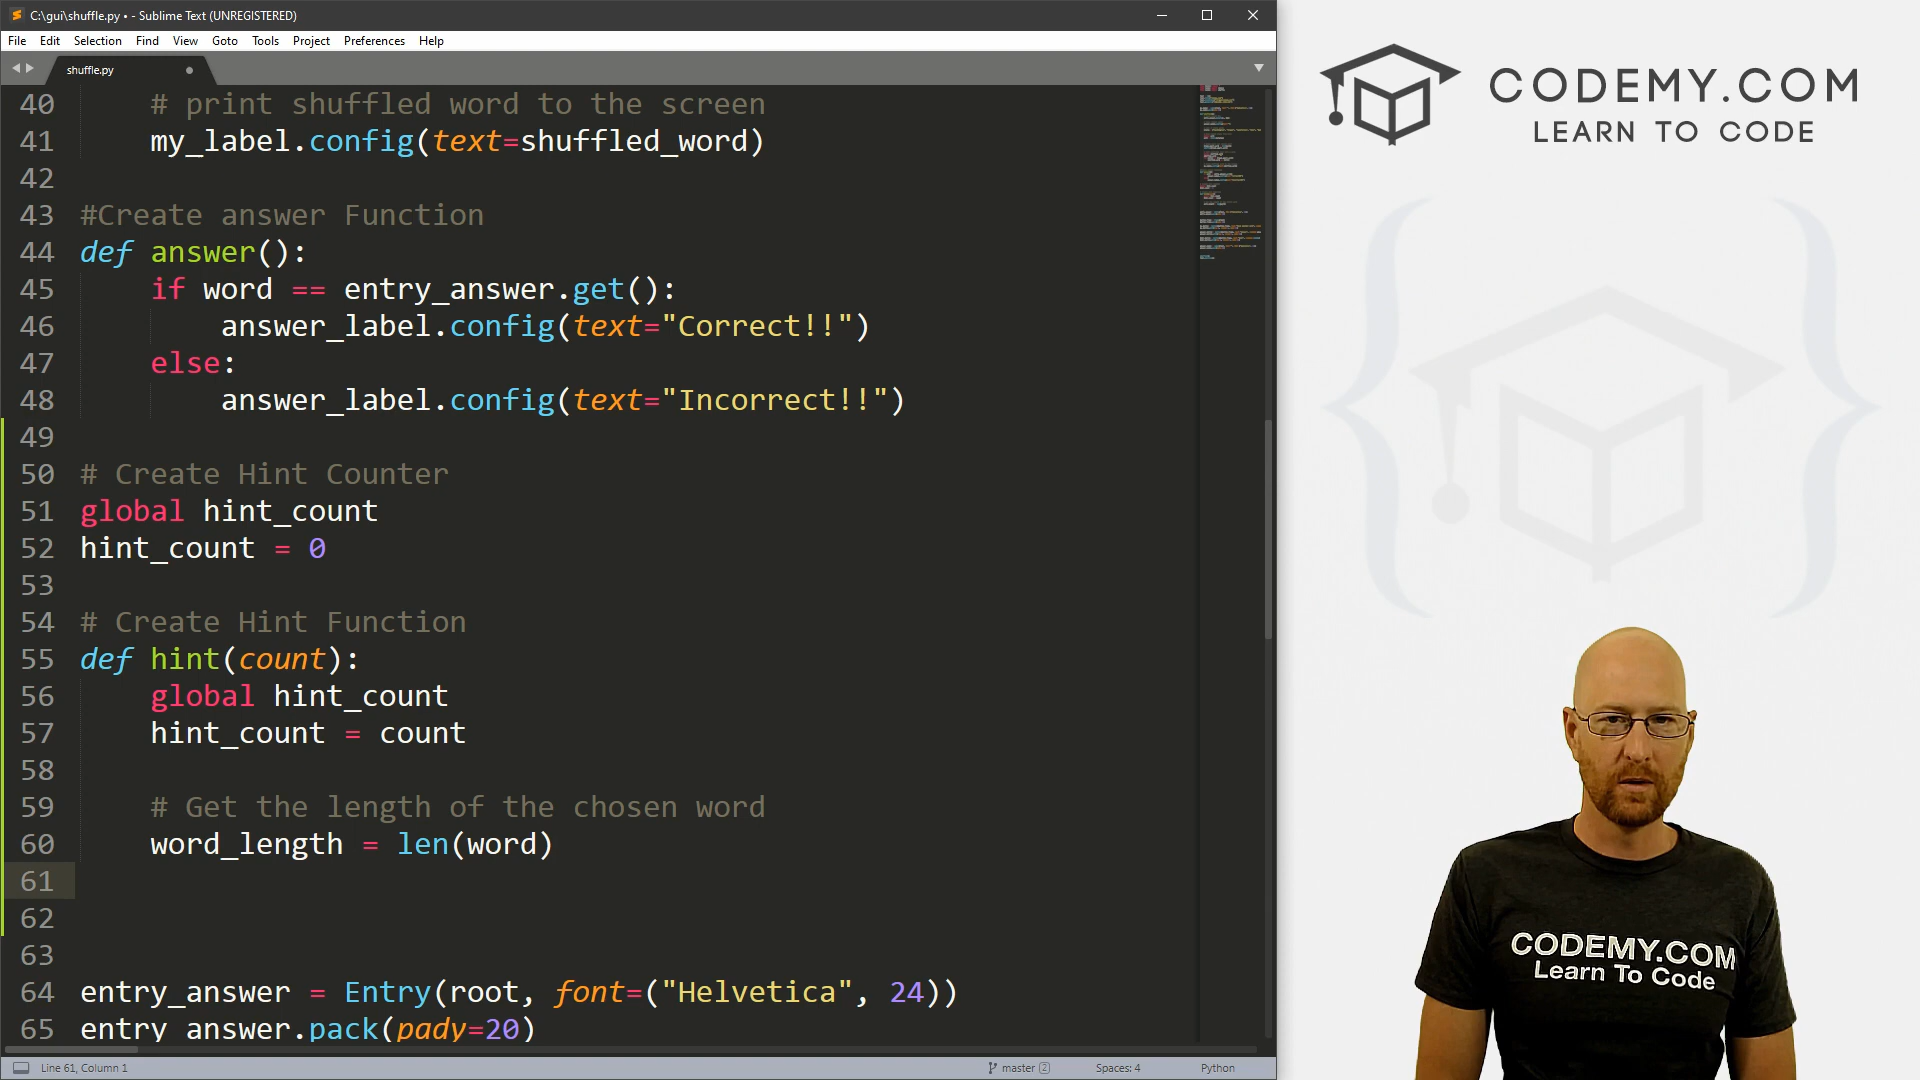 C:\gui\shuffle.py • - Sublime Text (UNREGISTERED)
File Edit Selection Find View Goto Tools Project Preferences Help
shuffle.py
40 # print shuffled word to the screen
41 my_label.config(text=shuffled_word)
42
43 #Create answer Function
44 def answer():
45 if word == entry_answer.get():
46 answer_label.config(text="Correct!!")
47 else:
48 answer_label.config(text="Incorrect!!")
49
50 # Create Hint Counter
51 global hint_count
52 hint_count = 0
53
54 # Create Hint Function
55 def hint(count):
56 global hint_count
57 hint_count = count
58
59 # Get the length of the chosen word
60 word_length = len(word)
61
62
63
64 entry_answer = Entry(root, font=("Helvetica", 24))
65 entry_answer.pack(pady=20)
Line 61, Column 1
master 2
Spaces: 4
Python
CODEMY.COM
LEARN TO CODE
CODEMY.COM
Learn To Code